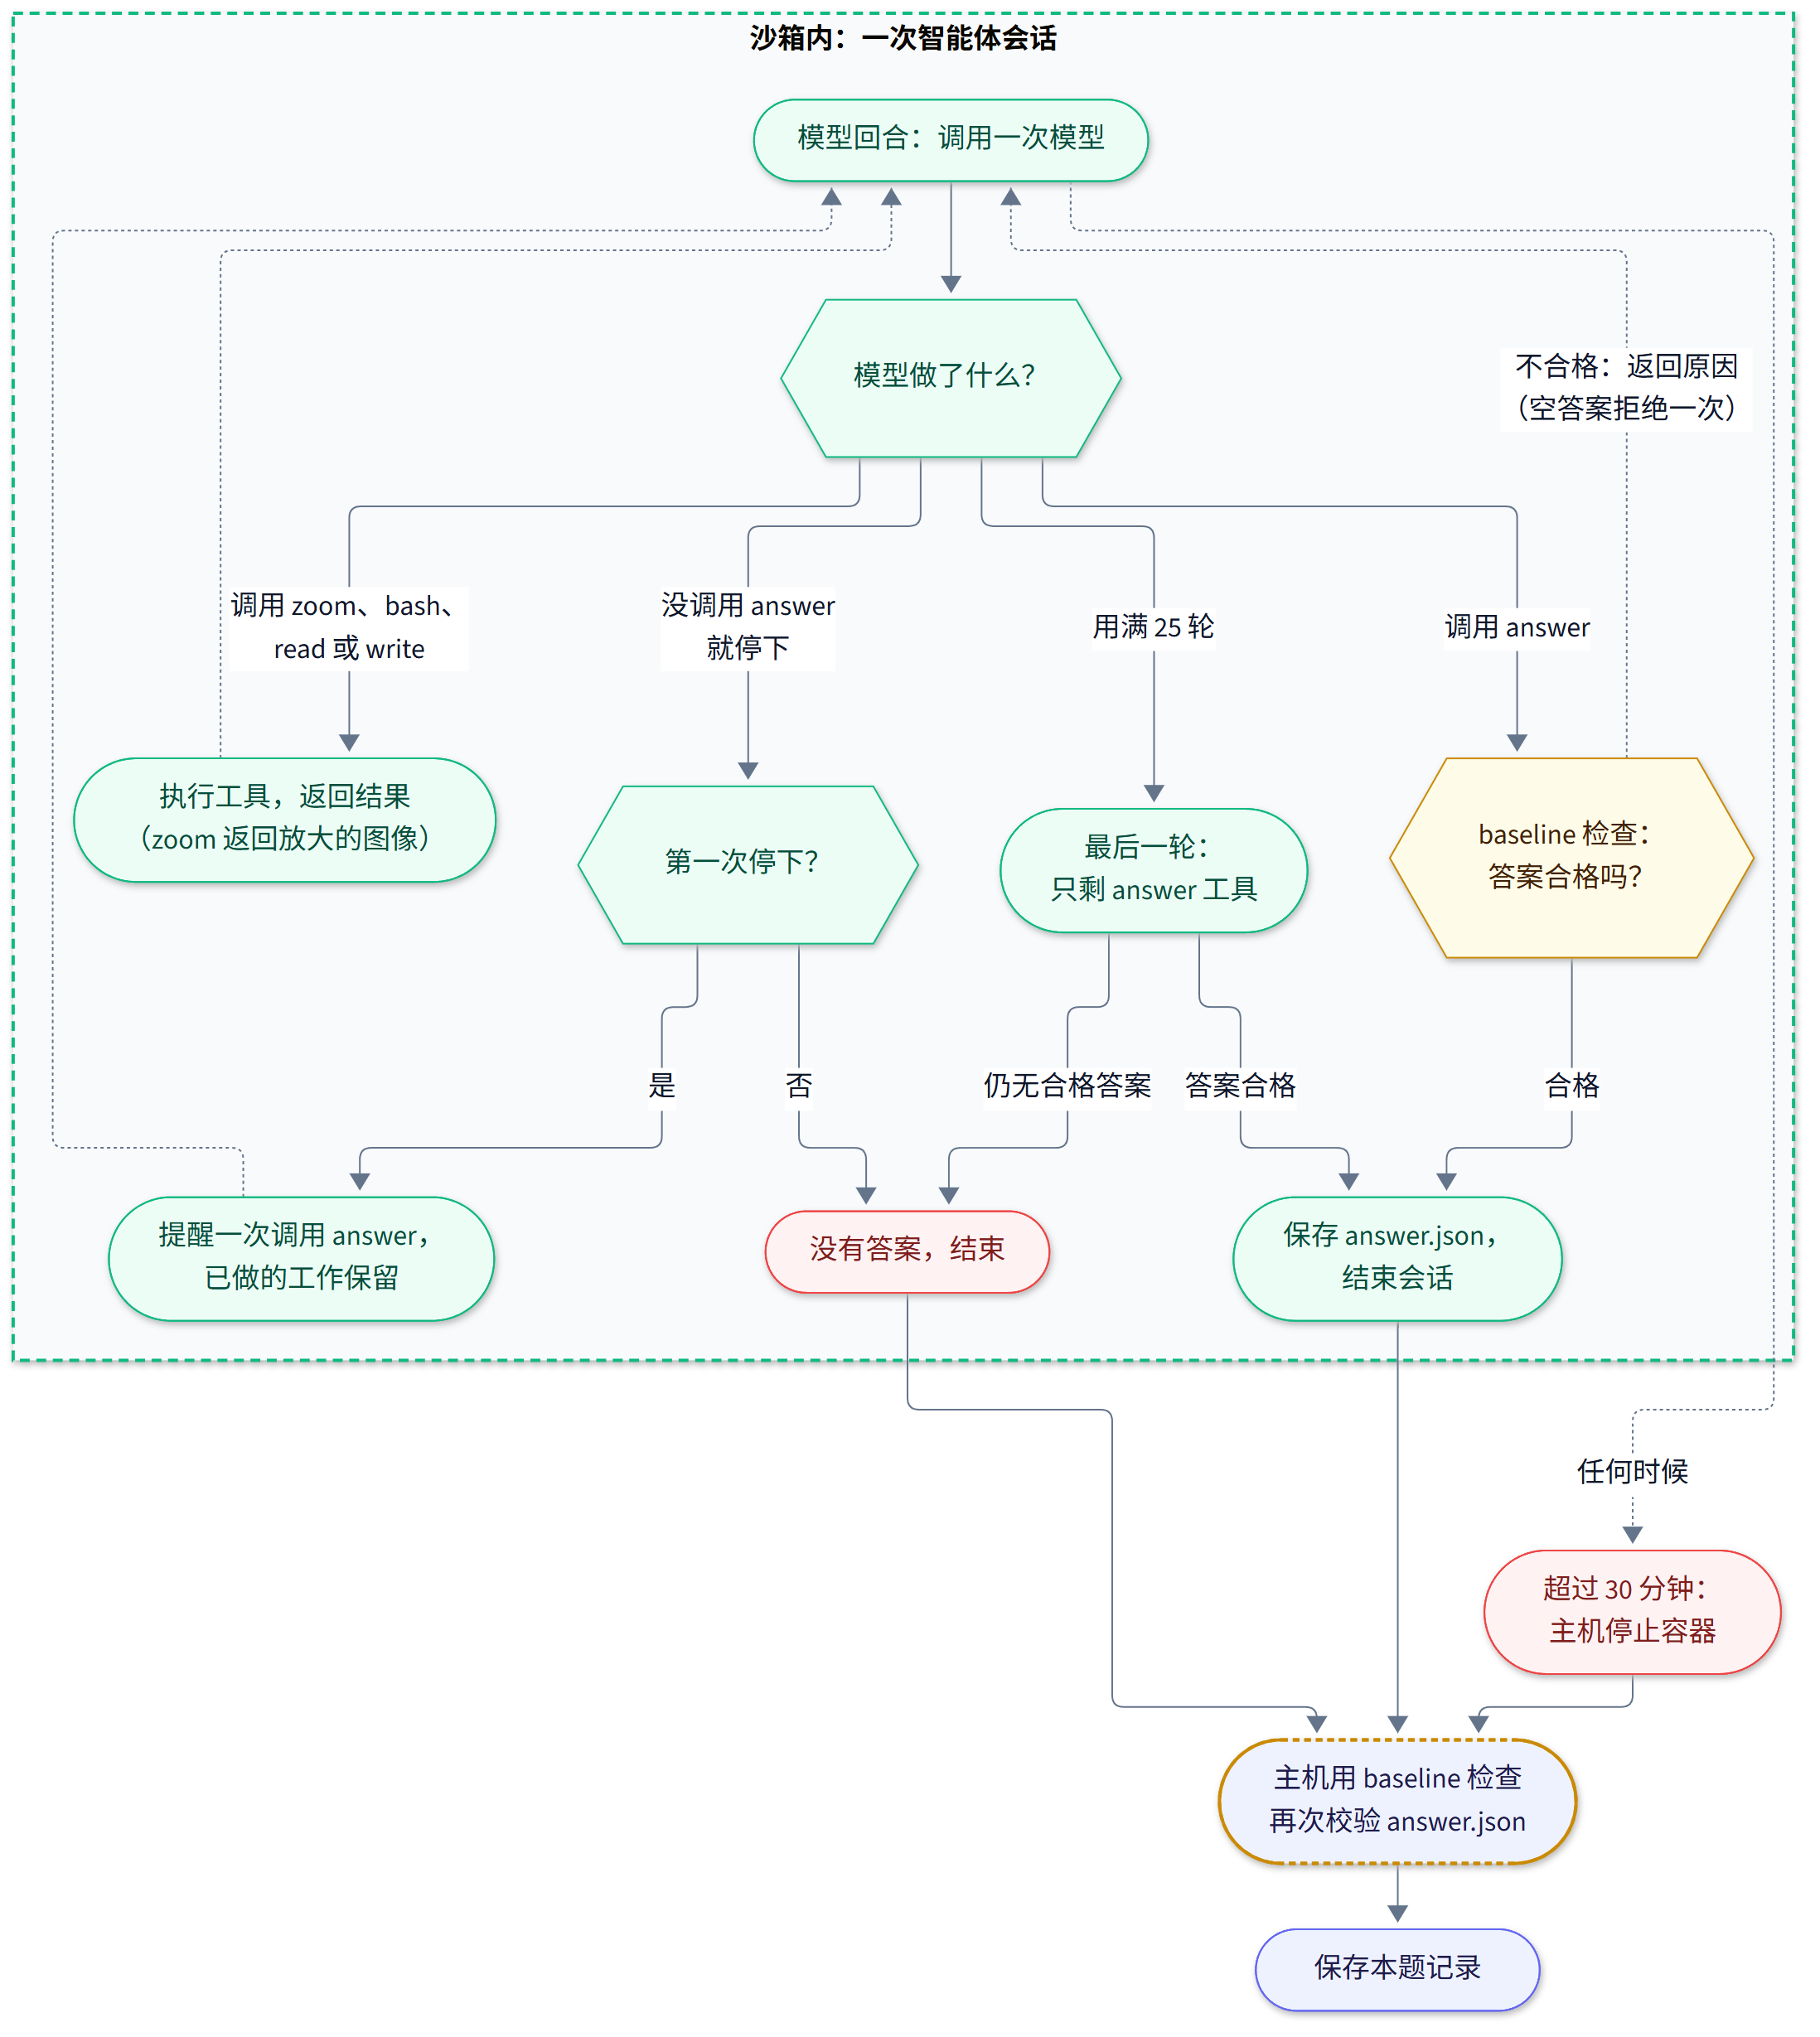 沙箱内：一次智能体会话
模型回合：调用一次模型
模型做了什么？
不合格：返回原因
（空答案拒绝一次）
调用 zoom、bash、
read 或 write
没调用 answer
就停下
用满 25 轮
调用 answer
执行工具，返回结果
（zoom 返回放大的图像）
第一次停下？
最后一轮：
只剩 answer 工具
baseline 检查：
答案合格吗？
是
否
仍无合格答案
答案合格
合格
提醒一次调用 answer，
已做的工作保留
没有答案，结束
保存 answer.json，
结束会话
任何时候
超过 30 分钟：
主机停止容器
主机用 baseline 检查
再次校验 answer.json
保存本题记录